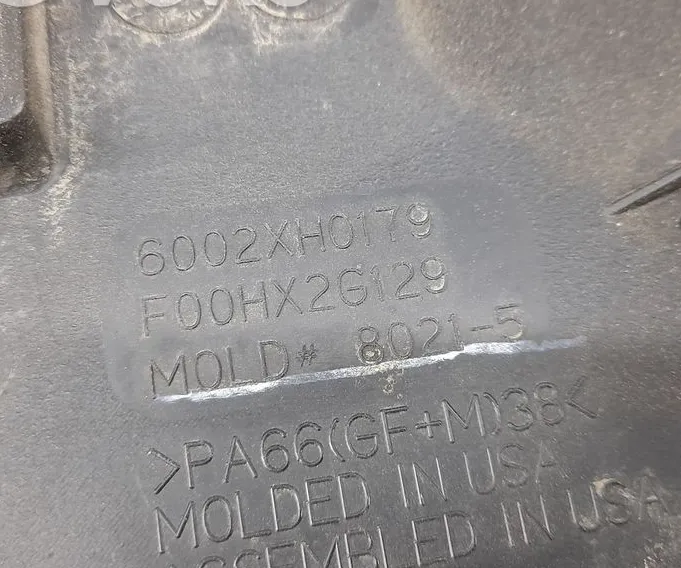 6002XH0179
F00HX2G129
MOLD# 8021-5
>PA66(GF+M)38<
MOLDED IN USA
ASSEMBLED IN USA